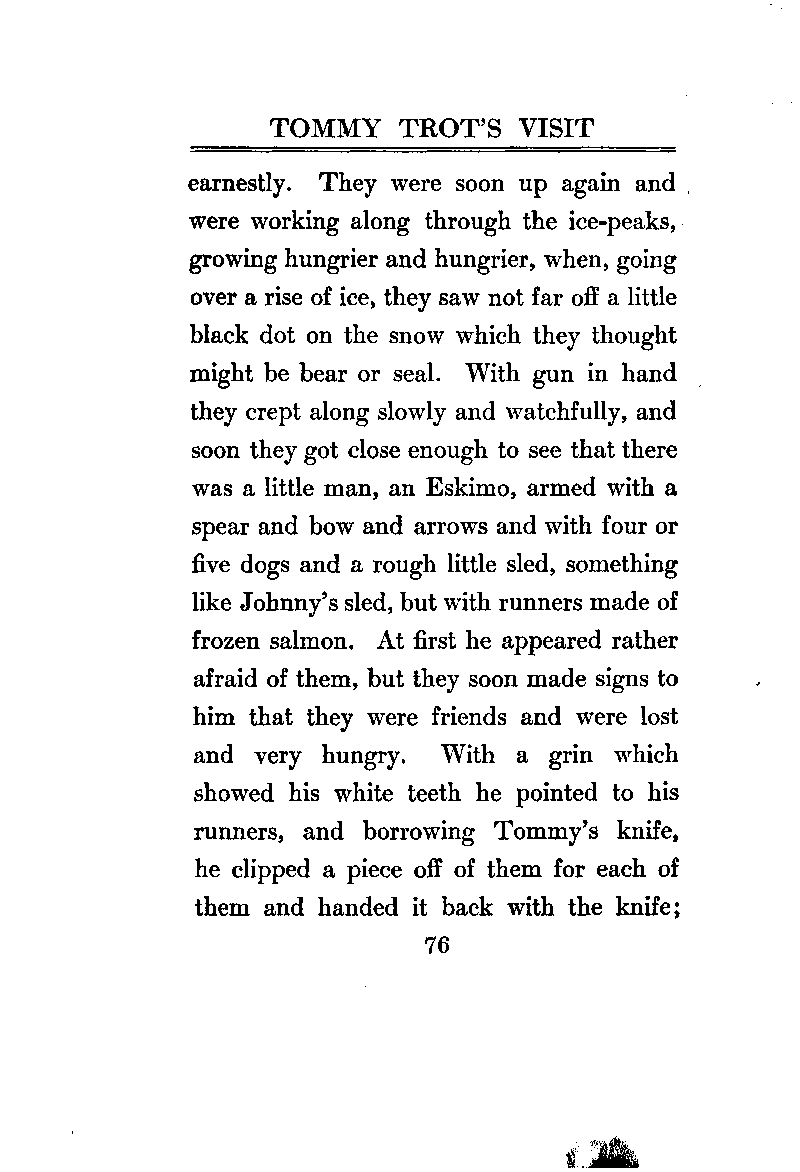 TOMMY TROT'S VISIT
earnestly. They were soon up again and
were working along through the ice-peaks,
growing hungrier and hungrier, when, going
over a rise of ice, they saw not far off a little
black dot on the snow which they thought
might be bear or seal. With gun in hand
they crept along slowly and watchfully, and
soon they got close enough to see that there
was a little man, an Eskimo, armed with a
spear and bow and arrows and with four or
five dogs and a rough little sled, something
like Johnny's sled, but with runners made of
frozen salmon. At first he appeared rather
afraid of them, but they soon made signs to
him that they were friends and were lost
and very hungry. With a grin which
showed his white teeth he pointed to his
runners, and borrowing Tommy's knife,
he clipped a piece off of them for each of
them and handed it back with the knife;
76